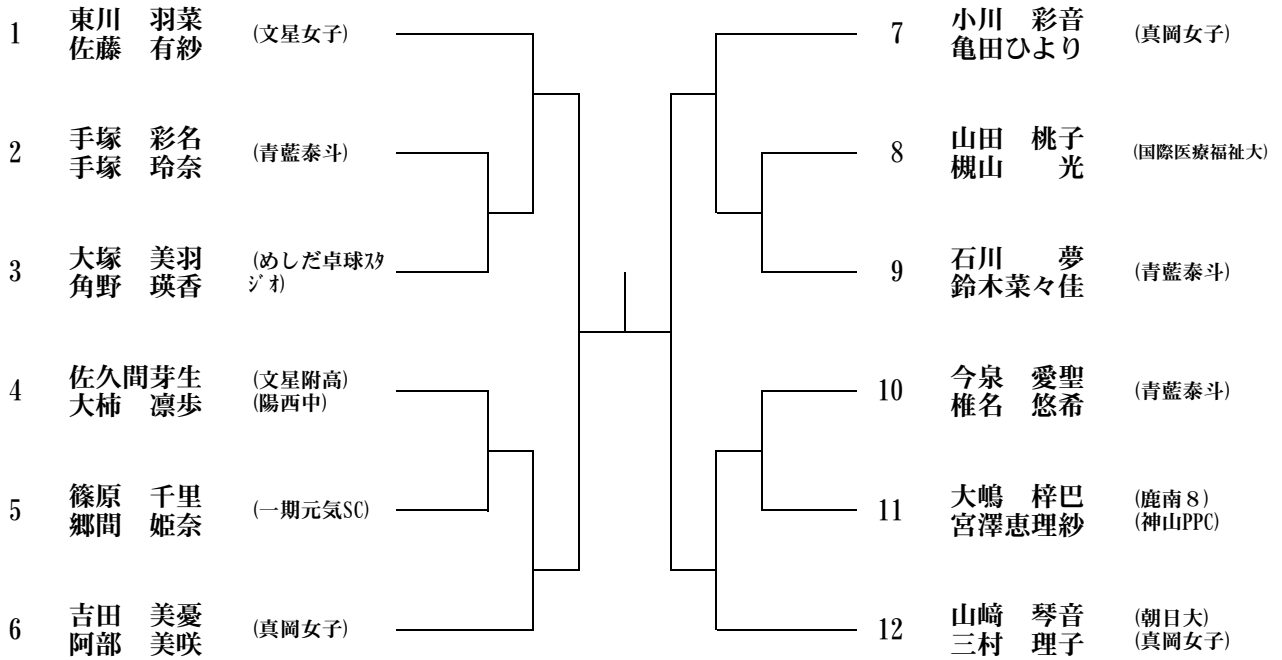 1
東川　羽菜
佐藤　有紗
(文星女子)
2
手塚　彩名
手塚　玲奈
(青藍泰斗)
3
大塚　美羽
角野　瑛香
(めしだ卓球ｽﾀ
ｼﾞｵ)
4
佐久間芽生
大柿　凛歩
(文星附高)
(陽西中)
5
篠原　千里
郷間　姫奈
(一期元気SC)
6
吉田　美憂
阿部　美咲
(真岡女子)
7
小川　彩音
亀田ひより
(真岡女子)
8
山田　桃子
槻山　　光
(国際医療福祉大)
9
石川　　夢
鈴木菜々佳
(青藍泰斗)
10
今泉　愛聖
椎名　悠希
(青藍泰斗)
11
大嶋　梓巴
宮澤恵理紗
(鹿南８)
(神山PPC)
12
山﨑　琴音
三村　理子
(朝日大)
(真岡女子)